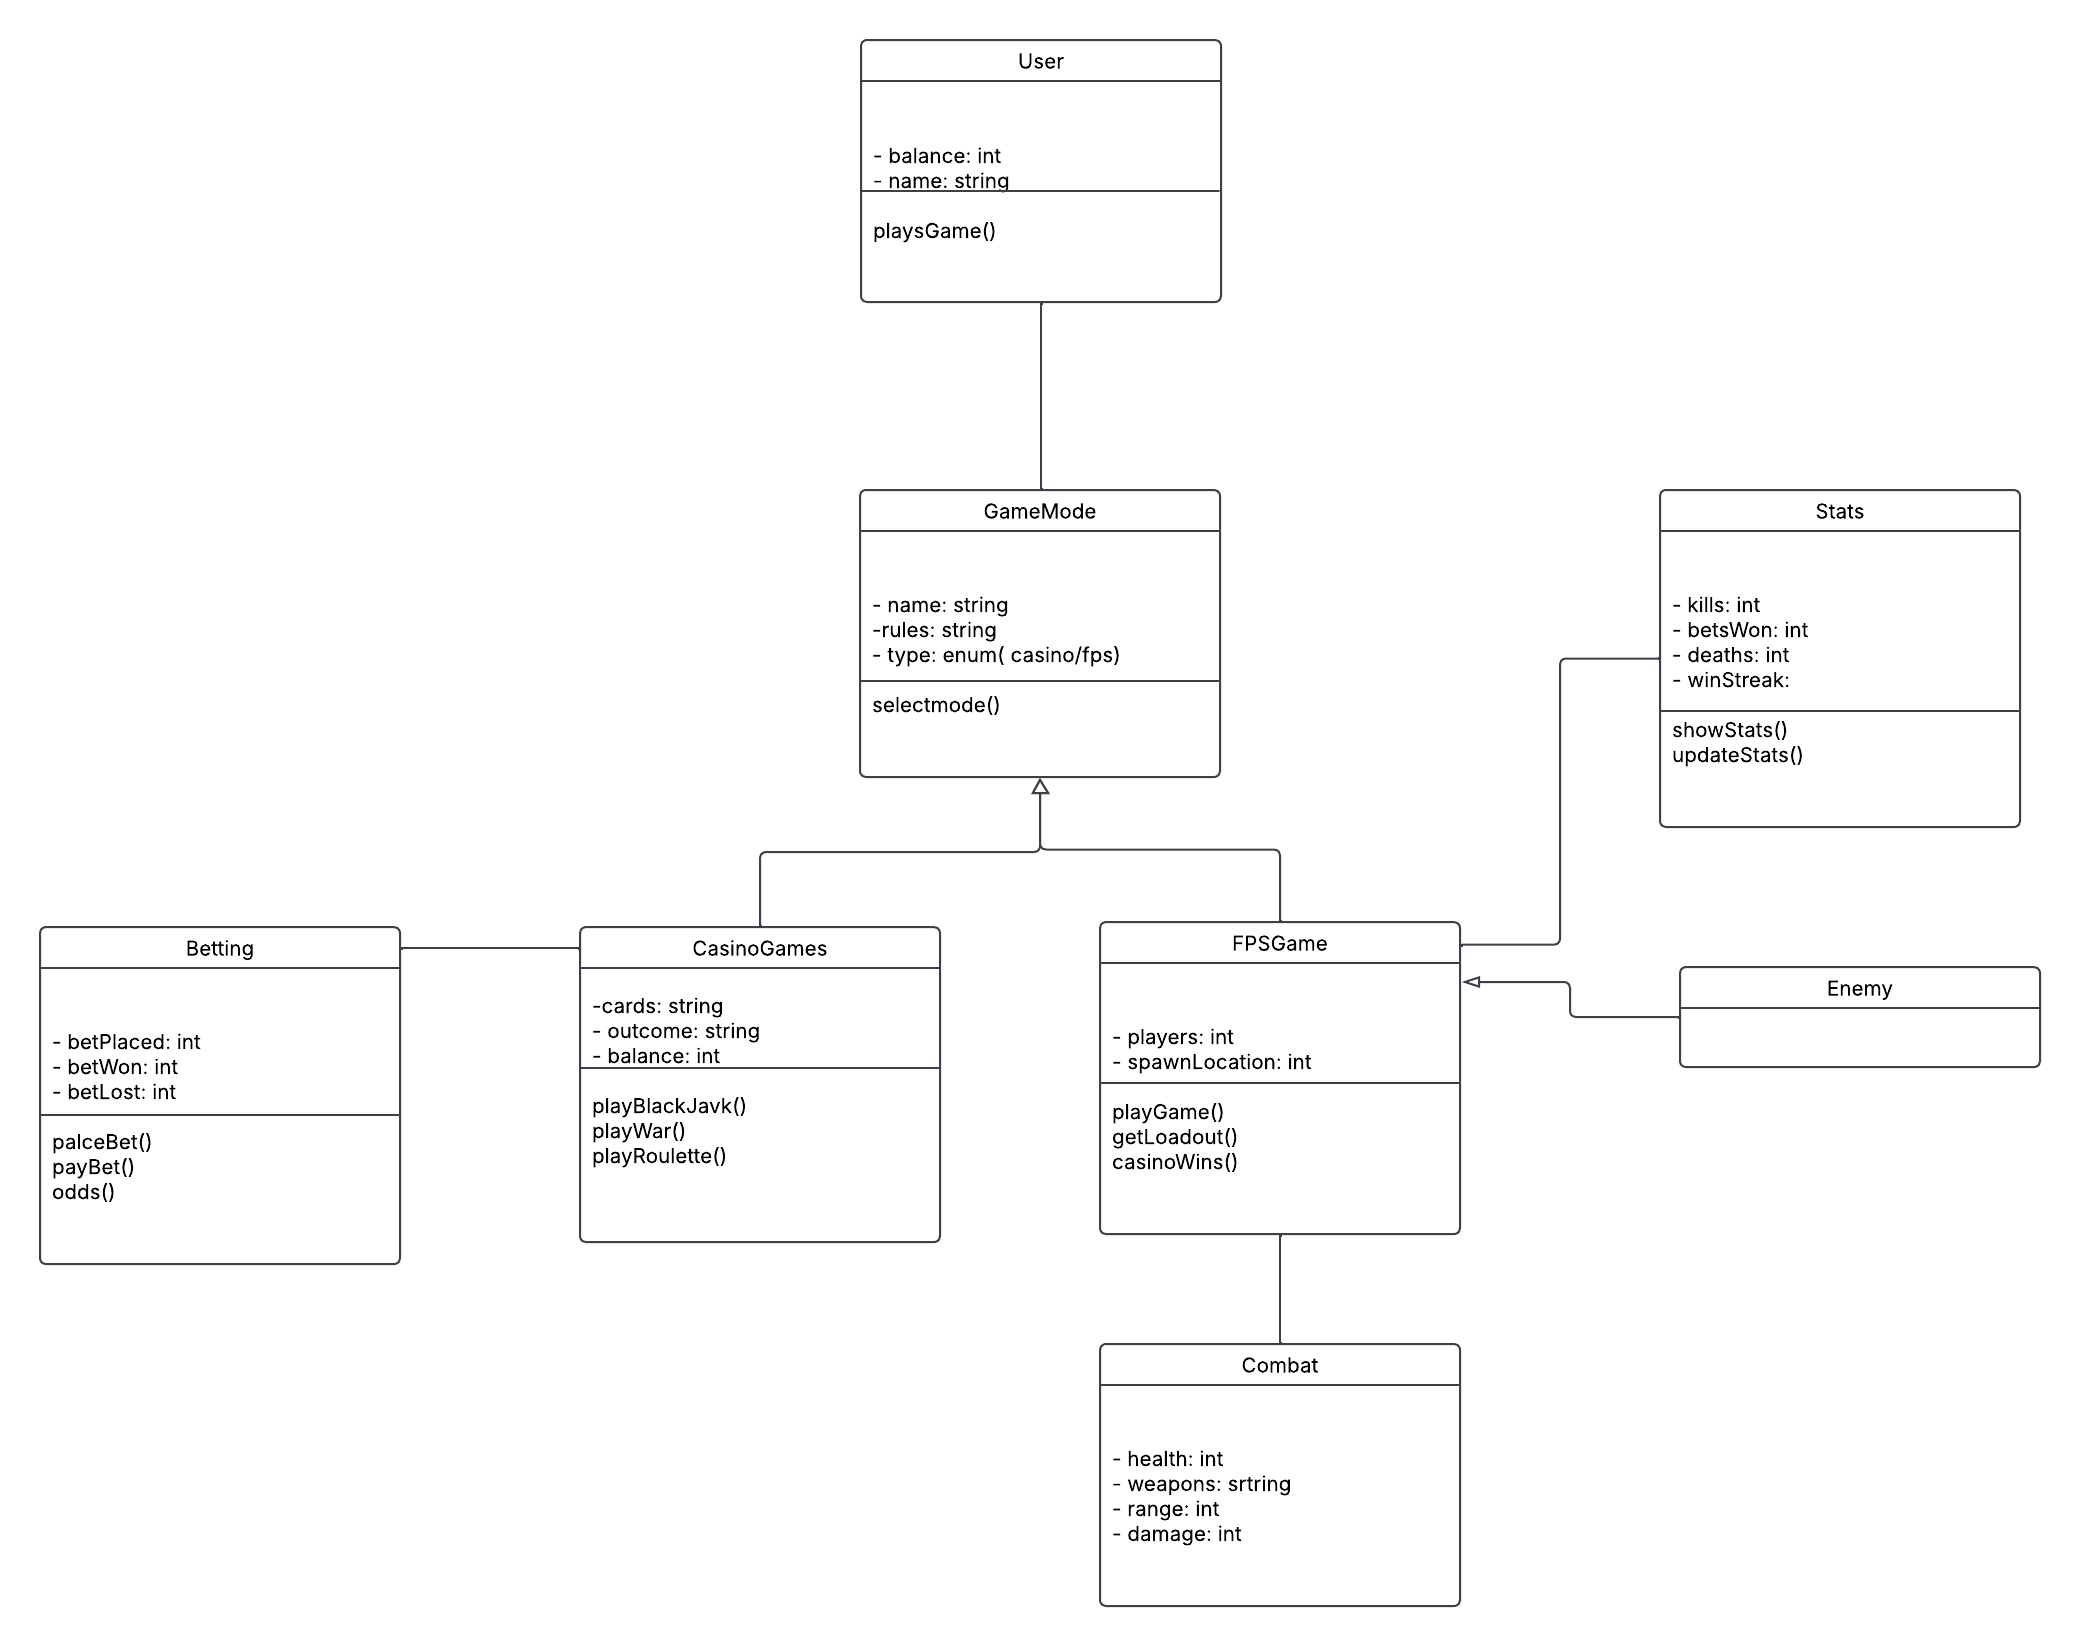 User
- balance: int
- name: string
playsGame()
GameMode
- name: string
-rules: string
- type: enum( casino/fps)
selectmode()
Stats
- kills: int
- betsWon: int
- deaths: int
- winStreak:
showStats()
updateStats()
Betting
- betPlaced: int
- betWon: int
- betLost: int
palceBet()
payBet()
odds()
CasinoGames
-cards: string
- outcome: string
- balance: int
playBlackJavk()
playWar()
playRoulette()
FPSGame
- players: int
- spawnLocation: int
playGame()
getLoadout()
casinoWins()
Enemy
Combat
- health: int
- weapons: srtring
- range: int
- damage: int